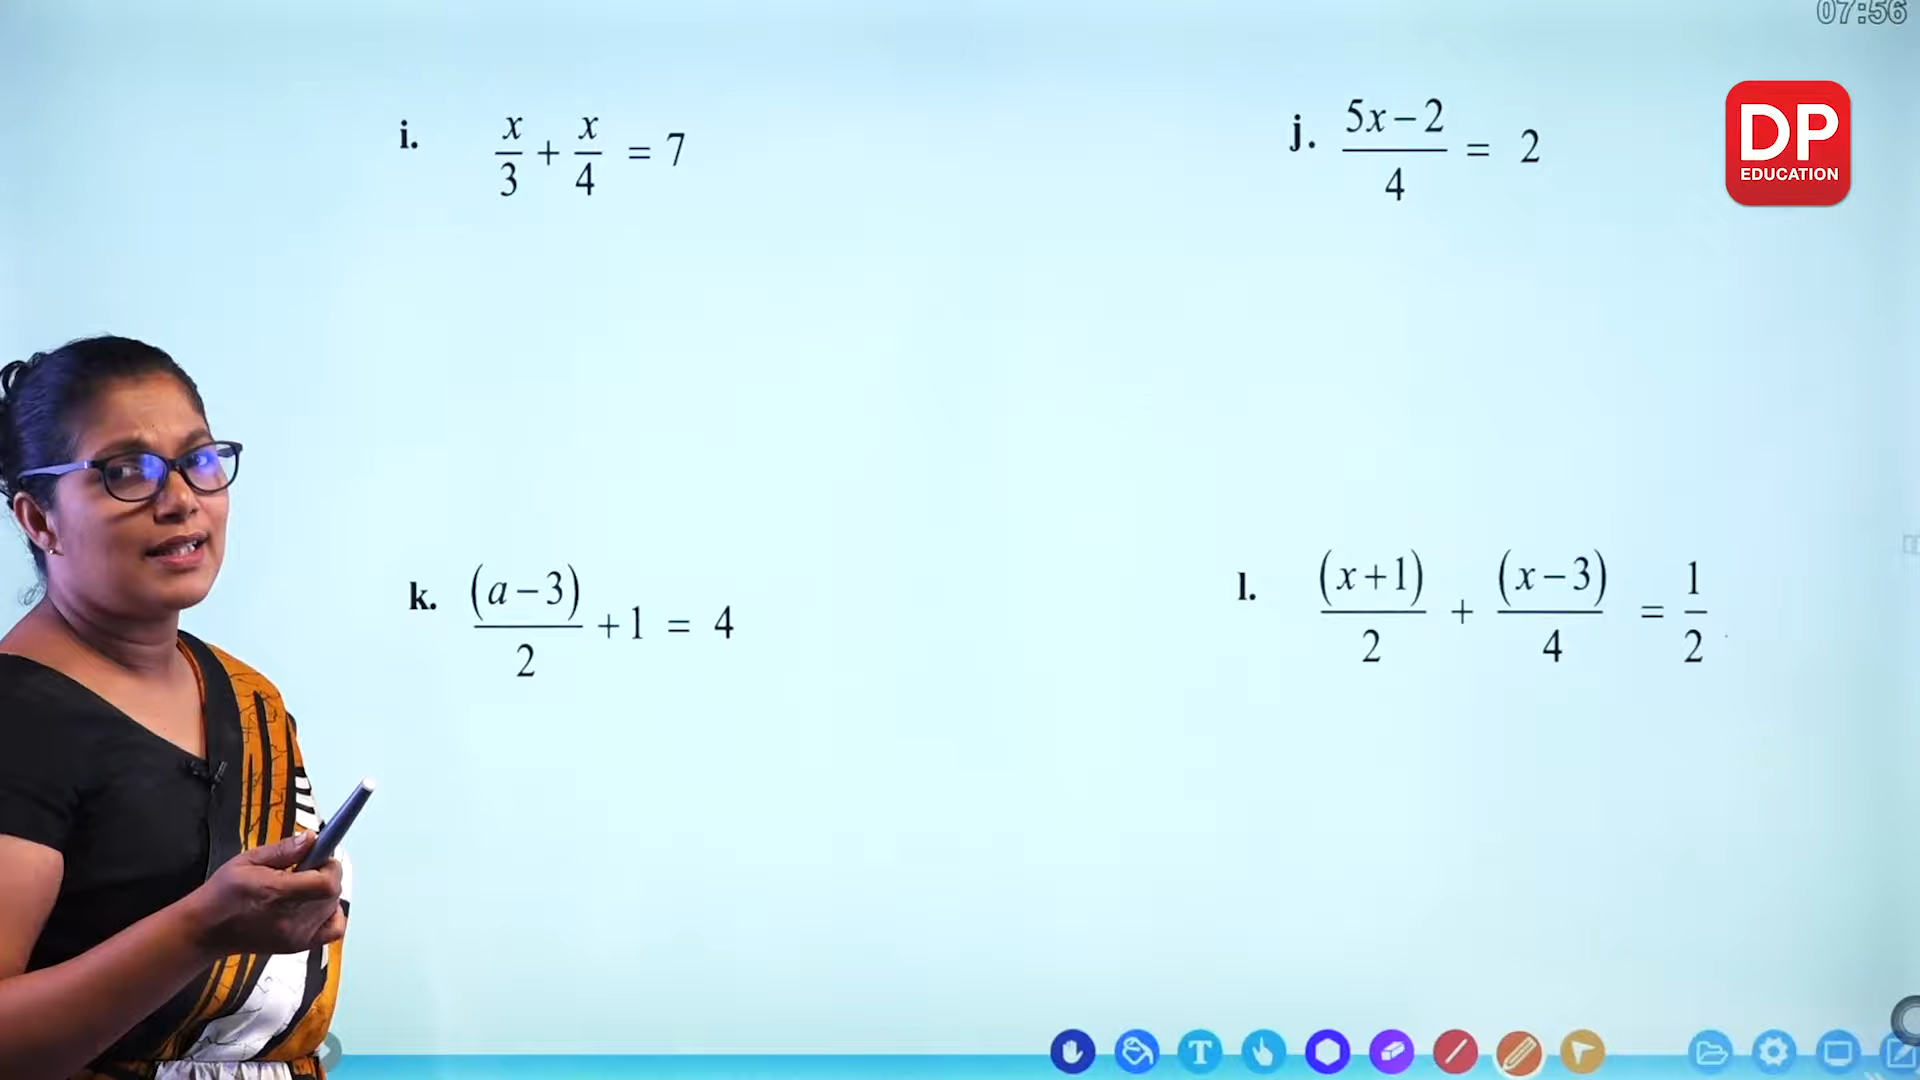 07:56
i. x/3 + x/4 = 7
j. 5x−2/4 = 2
DP
EDUCATION
k. (a−3)/2 +1 = 4
l. (x+1)/2 + (x−3)/4 = 1/2
T